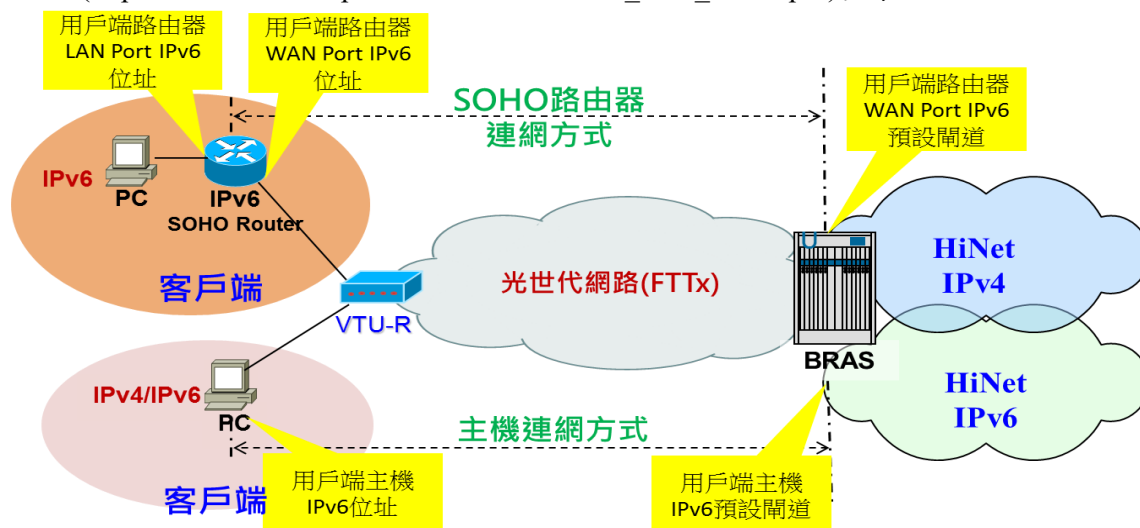 用戶端路由器
LAN Port IPv6
位址
用戶端路由器
WAN Port IPv6
位址
SOHO路由器
連網方式
用戶端路由器
WAN Port IPv6
預設閘道
IPv6
PC
IPv6
SOHO Router
客戶端
VTU-R
光世代網路(FTTx)
HiNet
IPv4
BRAS
HiNet
IPv6
IPv4/IPv6
PC
主機連網方式
客戶端
用戶端主機
IPv6位址
用戶端主機
IPv6預設閘道